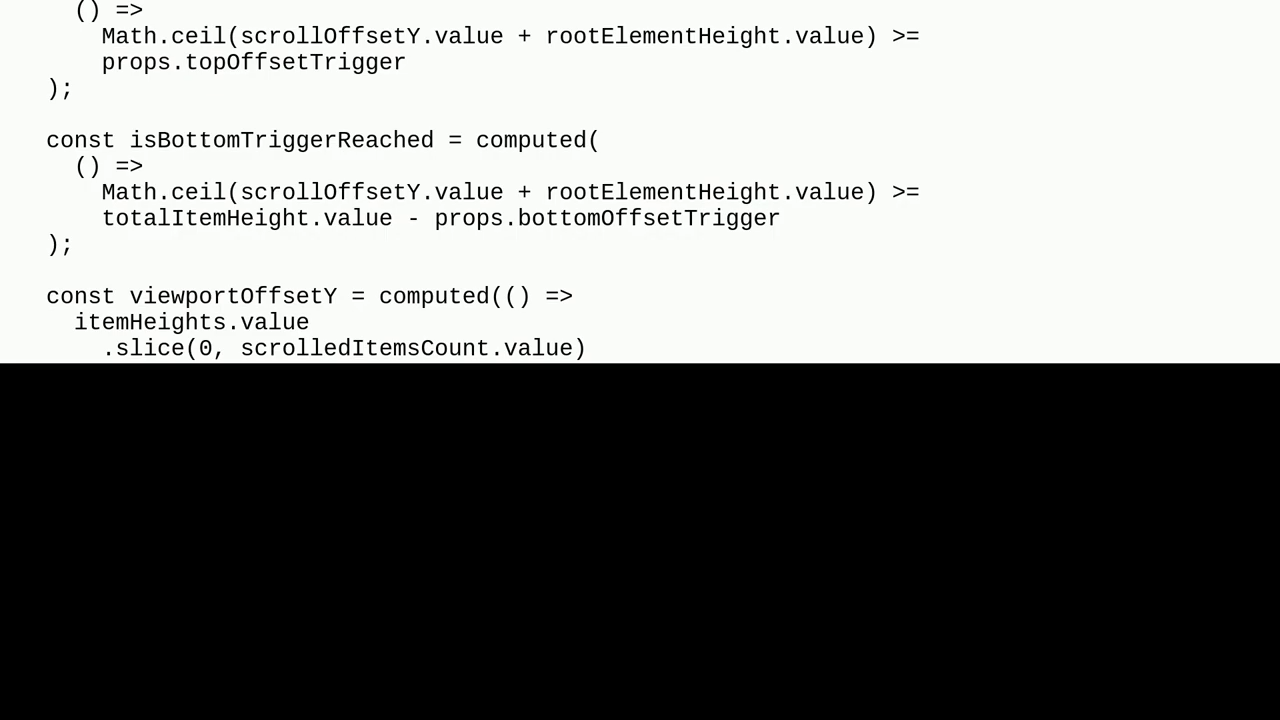 () =>
Math.ceil(scrollOffsetY.value + rootElementHeight.value) >=
props.topOffsetTrigger
);
const isBottomTriggerReached = computed(
() =>
Math.ceil(scrollOffsetY.value + rootElementHeight.value) >=
totalItemHeight.value - props.bottomOffsetTrigger
);
const viewportOffsetY = computed(() =>
itemHeights.value
.slice(0, scrolledItemsCount.value)